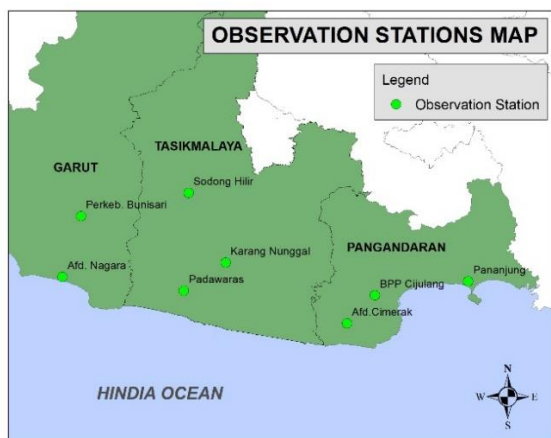 OBSERVATION STATIONS MAP
Legend
Observation Station
TASIKMALAYA
GARUT
Sodong Hilir
Perkeb. Bunisari
Karang Nunggal
PANGANDARAN
Afd. Nagara
Padawaras
BPP Cijulang
Pananjung
Afd.Cimerak
HINDIA OCEAN
N
W E
S